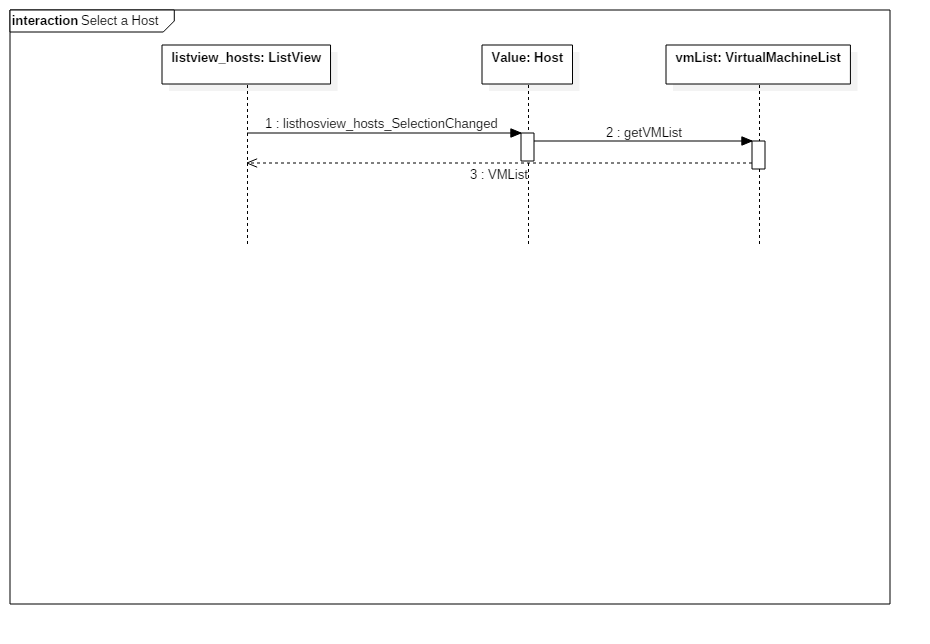 interaction Select a Host
listview_hosts: ListView
Value: Host
vmList: VirtualMachineList
1 : listhosview_hosts_SelectionChanged
2 : getVMList
3 : VMList